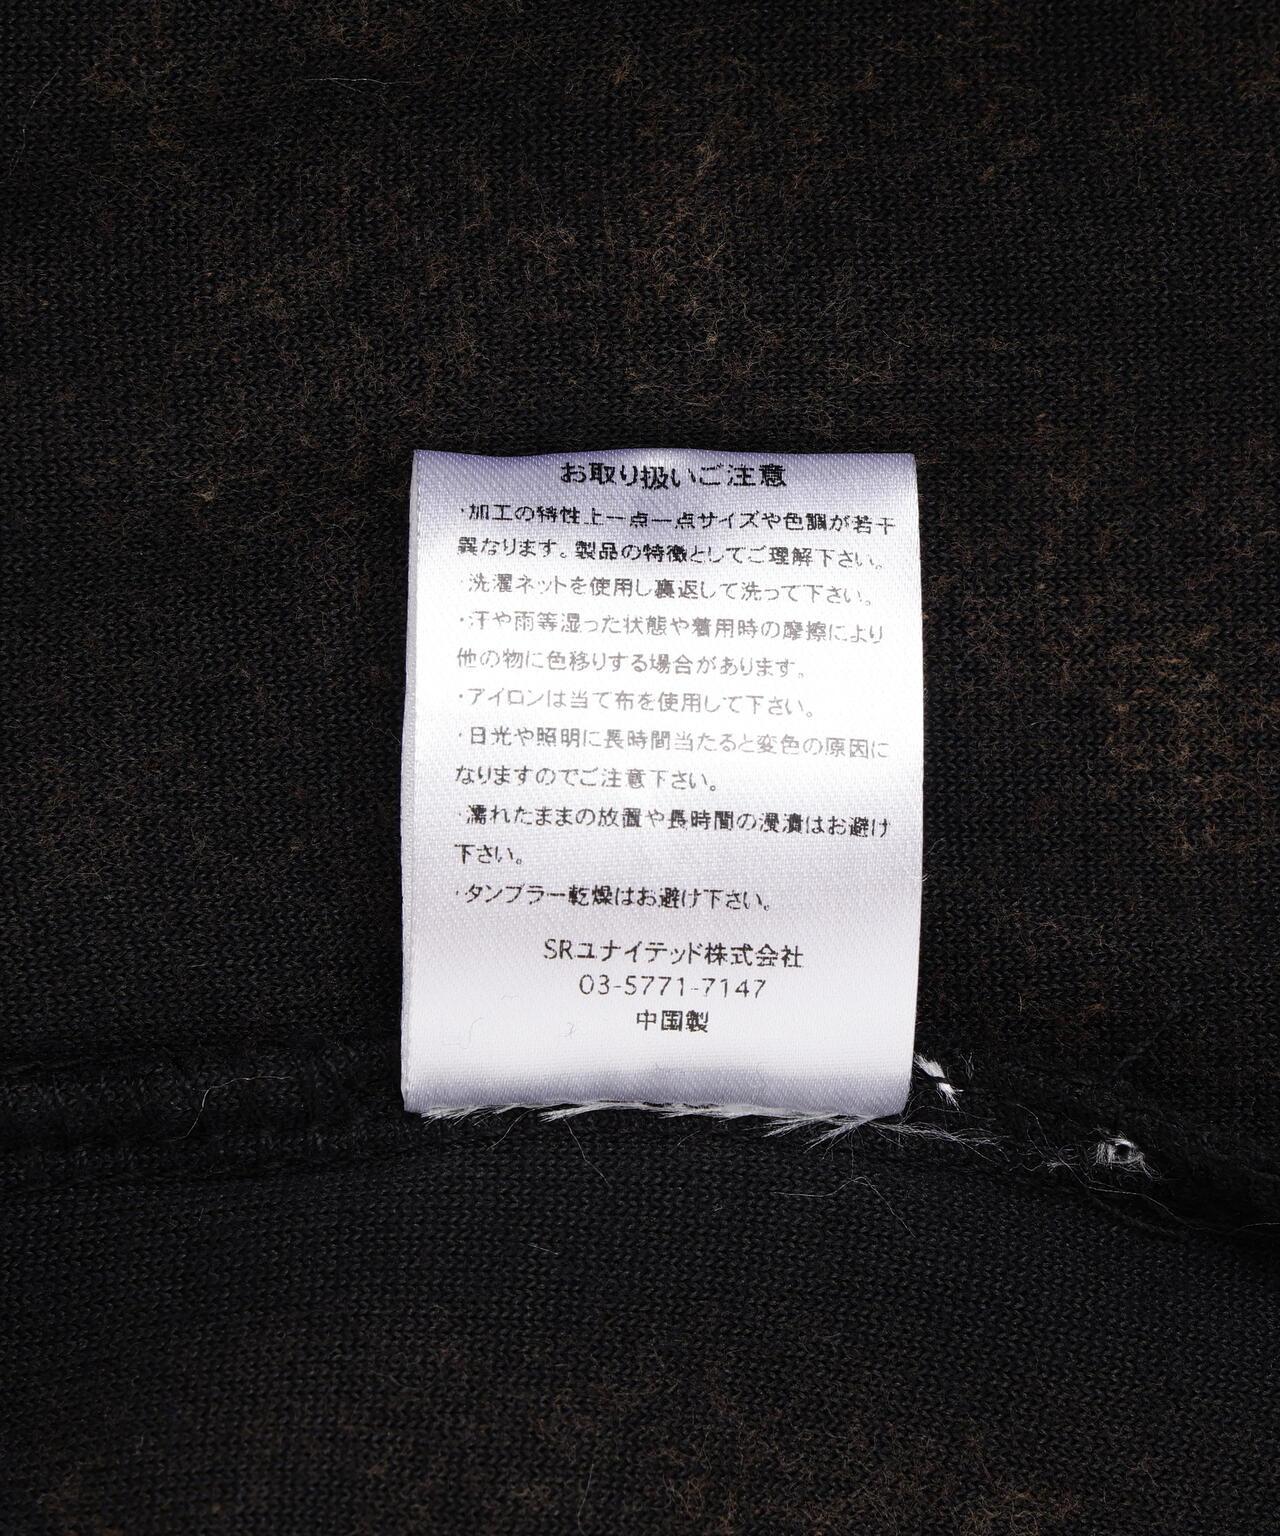 お取り扱いご注意
・加工の特性上一点一点サイズや色調が若干
異なります。製品の特徴としてご理解下さい。
・洗濯ネットを使用し裏返して洗って下さい。
・汗や雨等湿った状態や着用時の摩擦により
他の物に色移りする場合があります。
・アイロンは当て布を使用して下さい。
・日光や照明に長時間当たると変色の原因に
なりますのでご注意下さい。
・濡れたままの放置や長時間の浸漬はお避け
下さい。
・タンブラー乾燥はお避け下さい。
SRユナイテッド株式会社
03-5771-7147
中国製